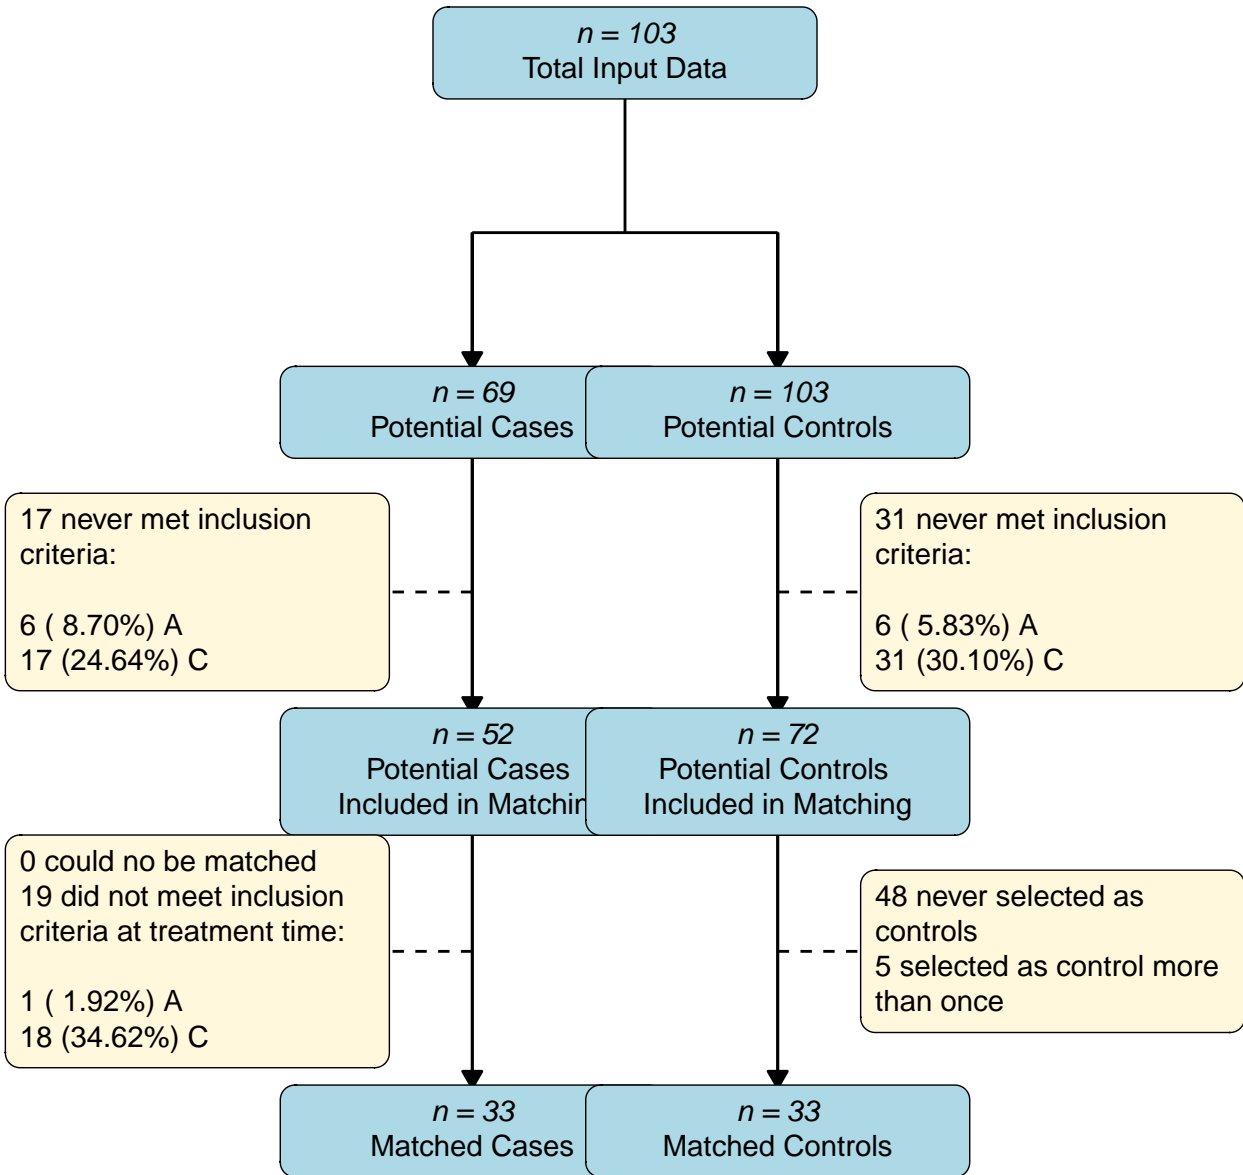 n = 103
Total Input Data
n = 69
Potential Cases
n = 103
Potential Controls
17 never met inclusion
criteria:
6 ( 8.70%) A
17 (24.64%) C
31 never met inclusion
criteria:
6 ( 5.83%) A
31 (30.10%) C
n = 52
Potential Cases
Included in Matchin
n = 72
Potential Controls
Included in Matching
0 could no be matched
19 did not meet inclusion
criteria at treatment time:
1 ( 1.92%) A
18 (34.62%) C
48 never selected as
controls
5 selected as control more
than once
n = 33
Matched Cases
n = 33
Matched Controls